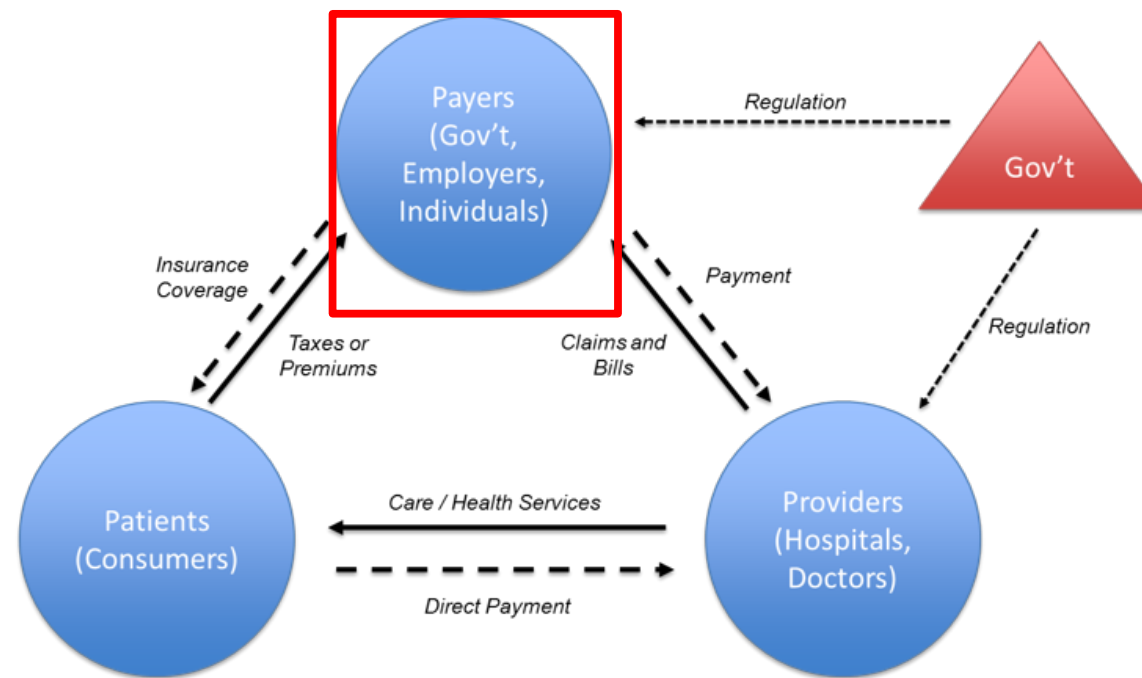 Payers
(Gov't,
Employers,
Individuals)
Regulation
Gov't
Insurance
Coverage
Taxes or
Premiums
Payment
Claims and
Bills
Regulation
Patients
(Consumers)
Care / Health Services
Direct Payment
Providers
(Hospitals,
Doctors)